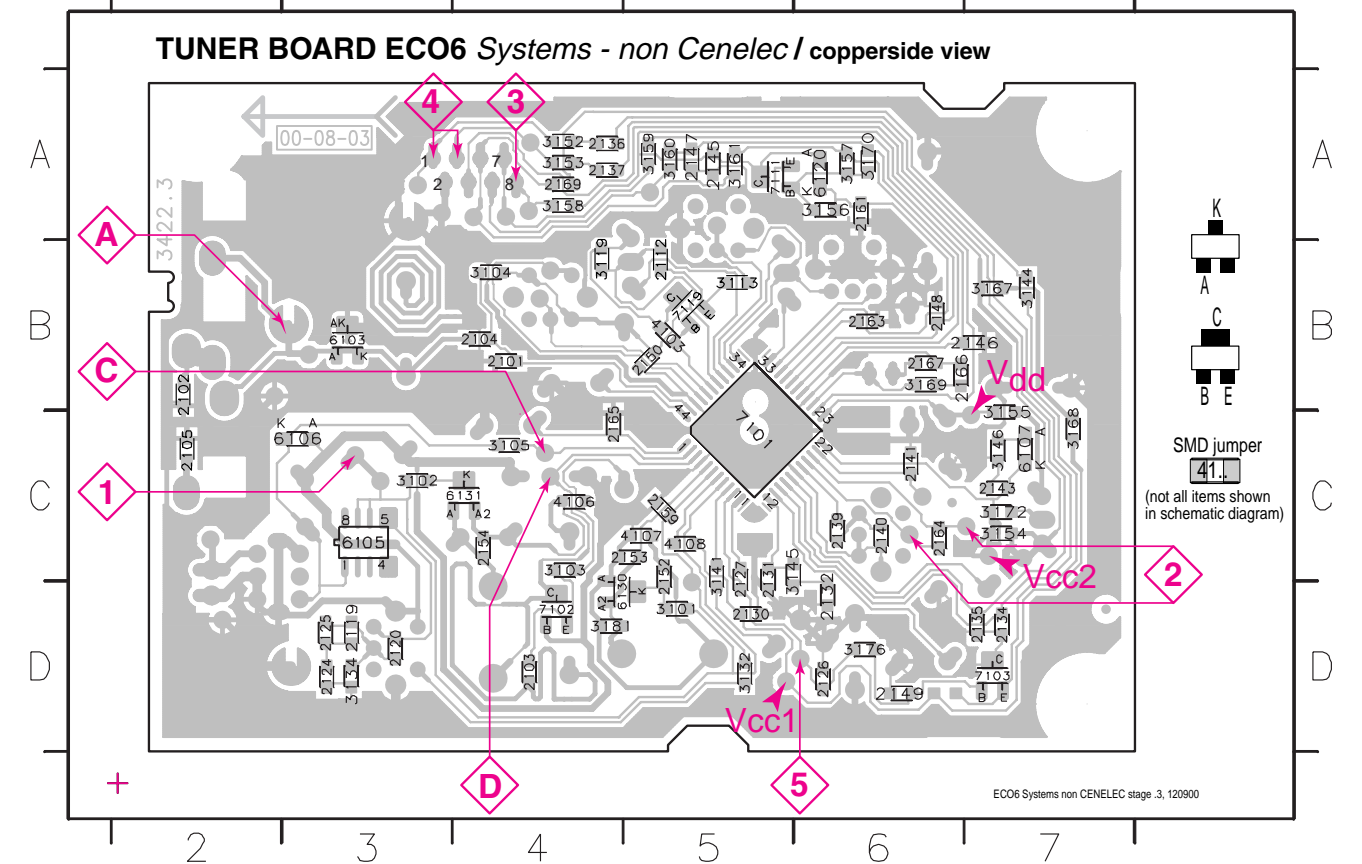 TUNER BOARD ECO6 Systems - non Cenelec / copperside view
4 3
00-08-03
3422.3
A
A
1 7
2 8
3152 2136
3153 2137
2169
3158
3159 3160 2147 2145 3161
C 7111 E B
A 6120 K
3157 3170
3156 2161
K
A
A
B
B
3104 3119 2112 3113
C 7119 B E
4103
2150
2148
3167 3144
2163
2146
AK
6103
A K
2104
2101
34 33
2167
3169 2166
C
B E
C
Vdd
2102
2105
K A
6106
3105
2165
44 23
7101
1 22
11 12
3155
3168
3146 6107 A K
SMD jumper
41..
(not all items shown
in schematic diagram)
C
C
1
3102
K
6131
A A2
4106
2159
2141
2143
3172
3154
2139 2140 2164
8 5
6105
1 4
2154
4107
2153
4108
3103
2152 3141 2127 2131 3145
Vcc2
2
A 6130 A2 K
C
7102
B E
3181
3101
2130
2132
2135 2134
2125 2119
2120
2124 3134
2103
3132
2126
3176
2149
C
7103
B E
D
D
Vcc1
D
5
ECO6 Systems non CENELEC stage .3, 120900
2 3 4 5 6 7